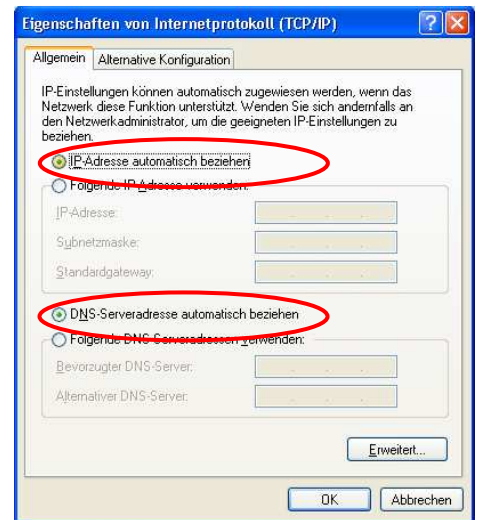 Eigenschaften von Internetprotokoll (TCP/IP)
Allgemein
Alternative Konfiguration
IP-Einstellungen können automatisch zugewiesen werden, wenn das
Netzwerk diese Funktion unterstützt. Wenden Sie sich andernfalls an
den Netzwerkadministrator, um die geeigneten IP-Einstellungen zu
beziehen.
IP-Adresse automatisch beziehen
Folgende IP-Adresse verwenden:
IP-Adresse:
Subnetzmaske:
Standardgateway:
DNS-Serveradresse automatisch beziehen
Folgende DNS-Serveradressen verwenden:
Bevorzugter DNS-Server:
Alternativer DNS-Server:
Erweitert...
OK
Abbrechen